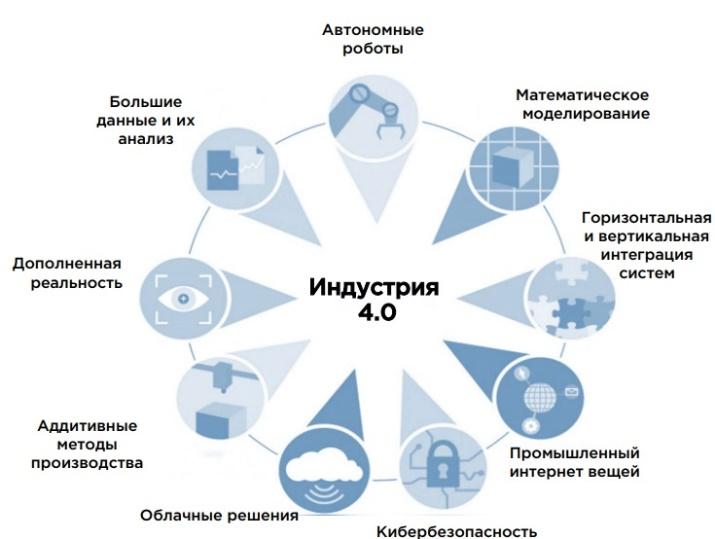 Автономные
роботы
Математическое
моделирование
Горизонтальная
и вертикальная
интеграция
систем
Промышленный
интернет вещей
Кибербезопасность
Облачные решения
Аддитивные
методы
производства
Дополненная
реальность
Большие
данные и их
анализ
Индустрия
4.0